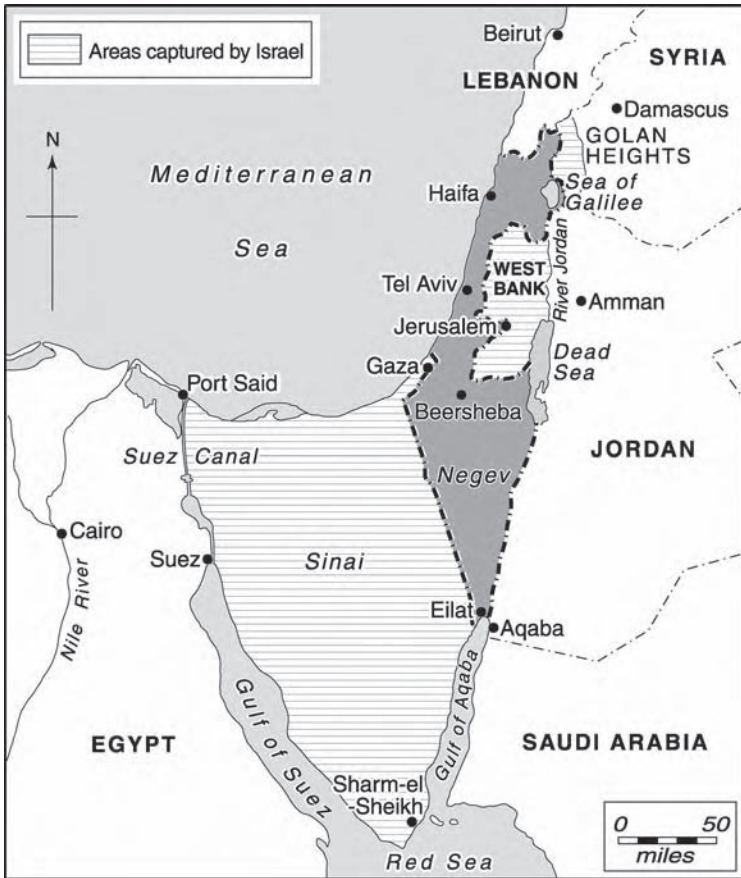 Areas captured by Israel
N
Beirut
LEBANON
SYRIA
Damascus
GOLAN
HEIGHTS
Mediterranean
Sea
Haifa
Sea of
Galilee
River Jordan
WEST
BANK
Tel Aviv
Amman
Jerusalem
Gaza
Dead
Sea
Port Said
Beersheba
Suez Canal
Negev
JORDAN
Cairo
Suez
Sinai
Nile River
Eilat
Aqaba
Gulf of Suez
Gulf of Aqaba
EGYPT
SAUDI ARABIA
Sharm-el
-Sheikh
Red Sea
0 50
miles